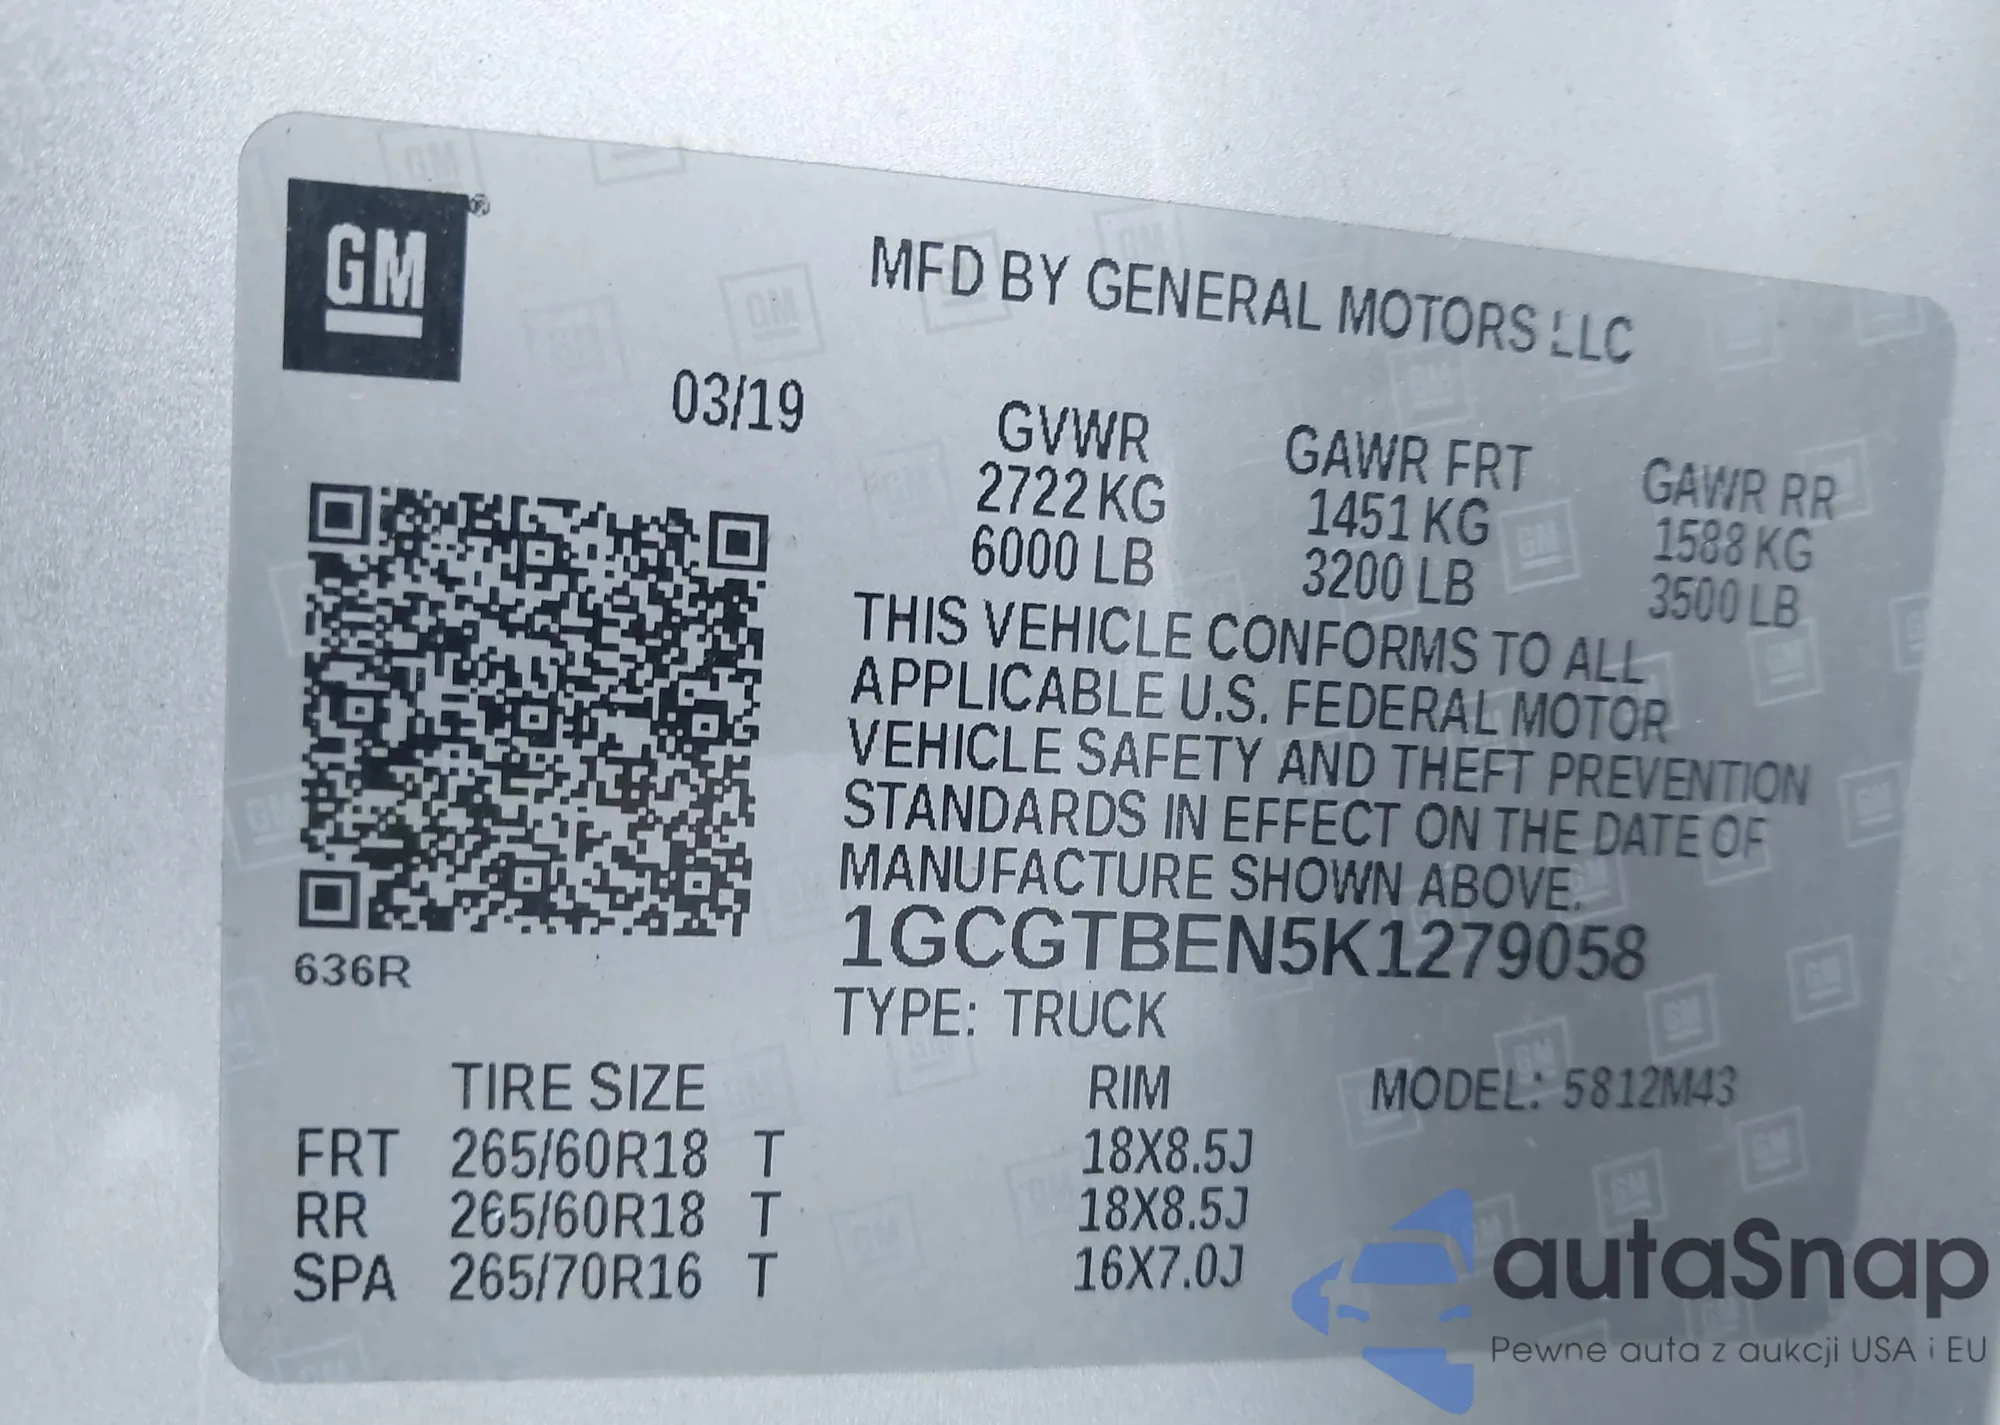 GM®
MFD BY GENERAL MOTORS LLC
03/19
GVWR GAWR FRT GAWR RR
2722 KG 1451 KG 1588 KG
6000 LB 3200 LB 3500 LB
THIS VEHICLE CONFORMS TO ALL
APPLICABLE U.S. FEDERAL MOTOR
VEHICLE SAFETY AND THEFT PREVENTION
STANDARDS IN EFFECT ON THE DATE OF
MANUFACTURE SHOWN ABOVE.
1GCGTBEN5K1279058
636R
TYPE: TRUCK
TIRE SIZE RIM MODEL: 5812M43
FRT 265/60R18 T 18X8.5J
RR 265/60R18 T 18X8.5J
SPA 265/70R16 T 16X7.0J
autaSnap
Pewne auta z aukcji USA i EU